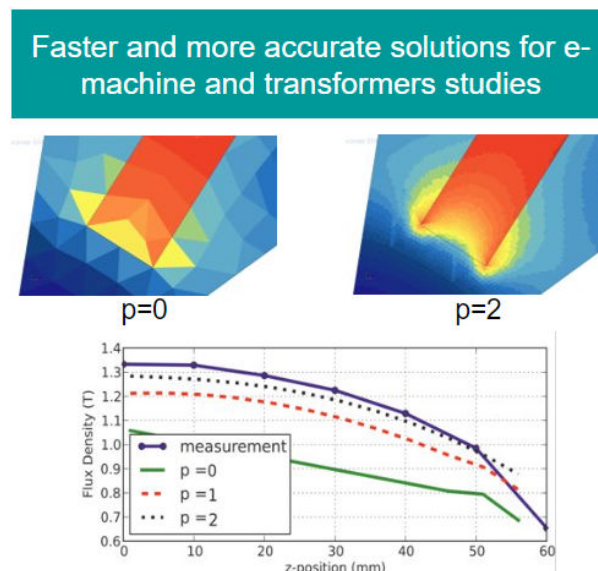 Faster and more accurate solutions for e-
machine and transformers studies
p=0
p=2
1.4
1.3
1.2
1.1
1.0
0.9
0.8
0.7
0.6
Flux Density (T)
measurement
p =0
p =1
p =2
0
10
20
30
40
50
60
z-position (mm)